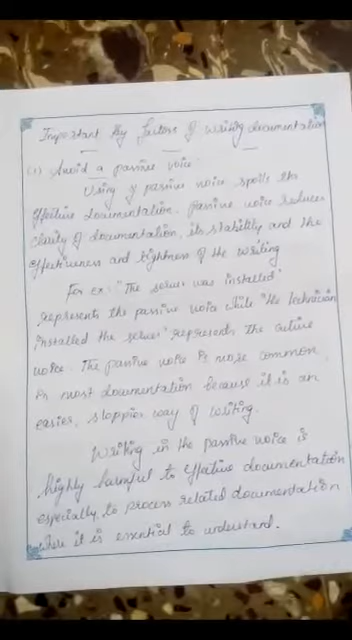 Important key factors of writing documentation
(1) Avoid a passive voice
Using of passive voice spoils the
effective documentation. passive voice reduces
clarity of documentation, its stability and the
effectiveness and tightness of the writing
For ex: "The server was installed"
represents the passive voice while "the technician
installed the server" represents the active
voice. The passive voice is more common
in most documentation because it is an
easier, sloppier way of writing.
Writing in the passive voice is
highly harmful to effective documentation
especially to process related documentation
where it is essential to understand.